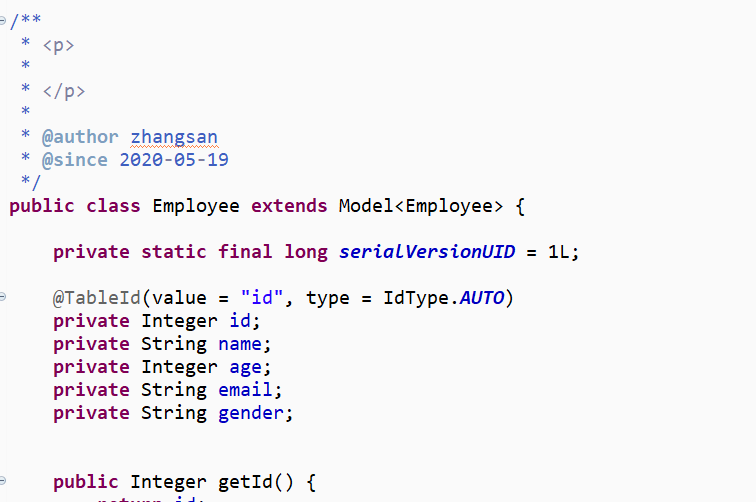 /**
 * <p>
 *
 * </p>
 *
 * @author zhangsan
 * @since 2020-05-19
 */
public class Employee extends Model<Employee> {
    private static final long serialVersionUID = 1L;
    @TableId(value = "id", type = IdType.AUTO)
    private Integer id;
    private String name;
    private Integer age;
    private String email;
    private String gender;
    public Integer getId() {
        return id;